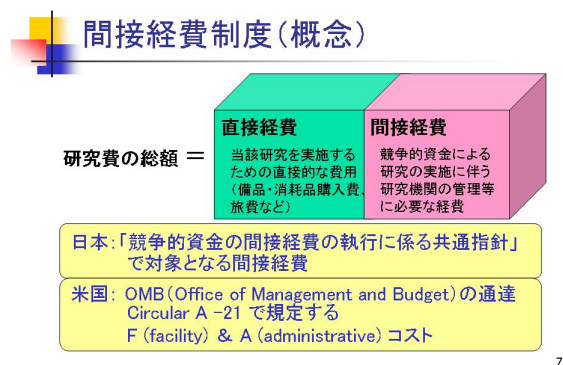 間接経費制度（概念）
研究費の総額 ＝
直接経費
当該研究を実施する
ための直接的な費用
（備品・消耗品購入費、
旅費など）
間接経費
競争的資金による
研究の実施に伴う
研究機関の管理等
に必要な経費
日本：「競争的資金の間接経費の執行に係る共通指針」
で対象となる間接経費
米国： OMB（Office of Management and Budget）の通達
Circular A －21 で規定する
F （facility） ＆ A （administrative） コスト
7